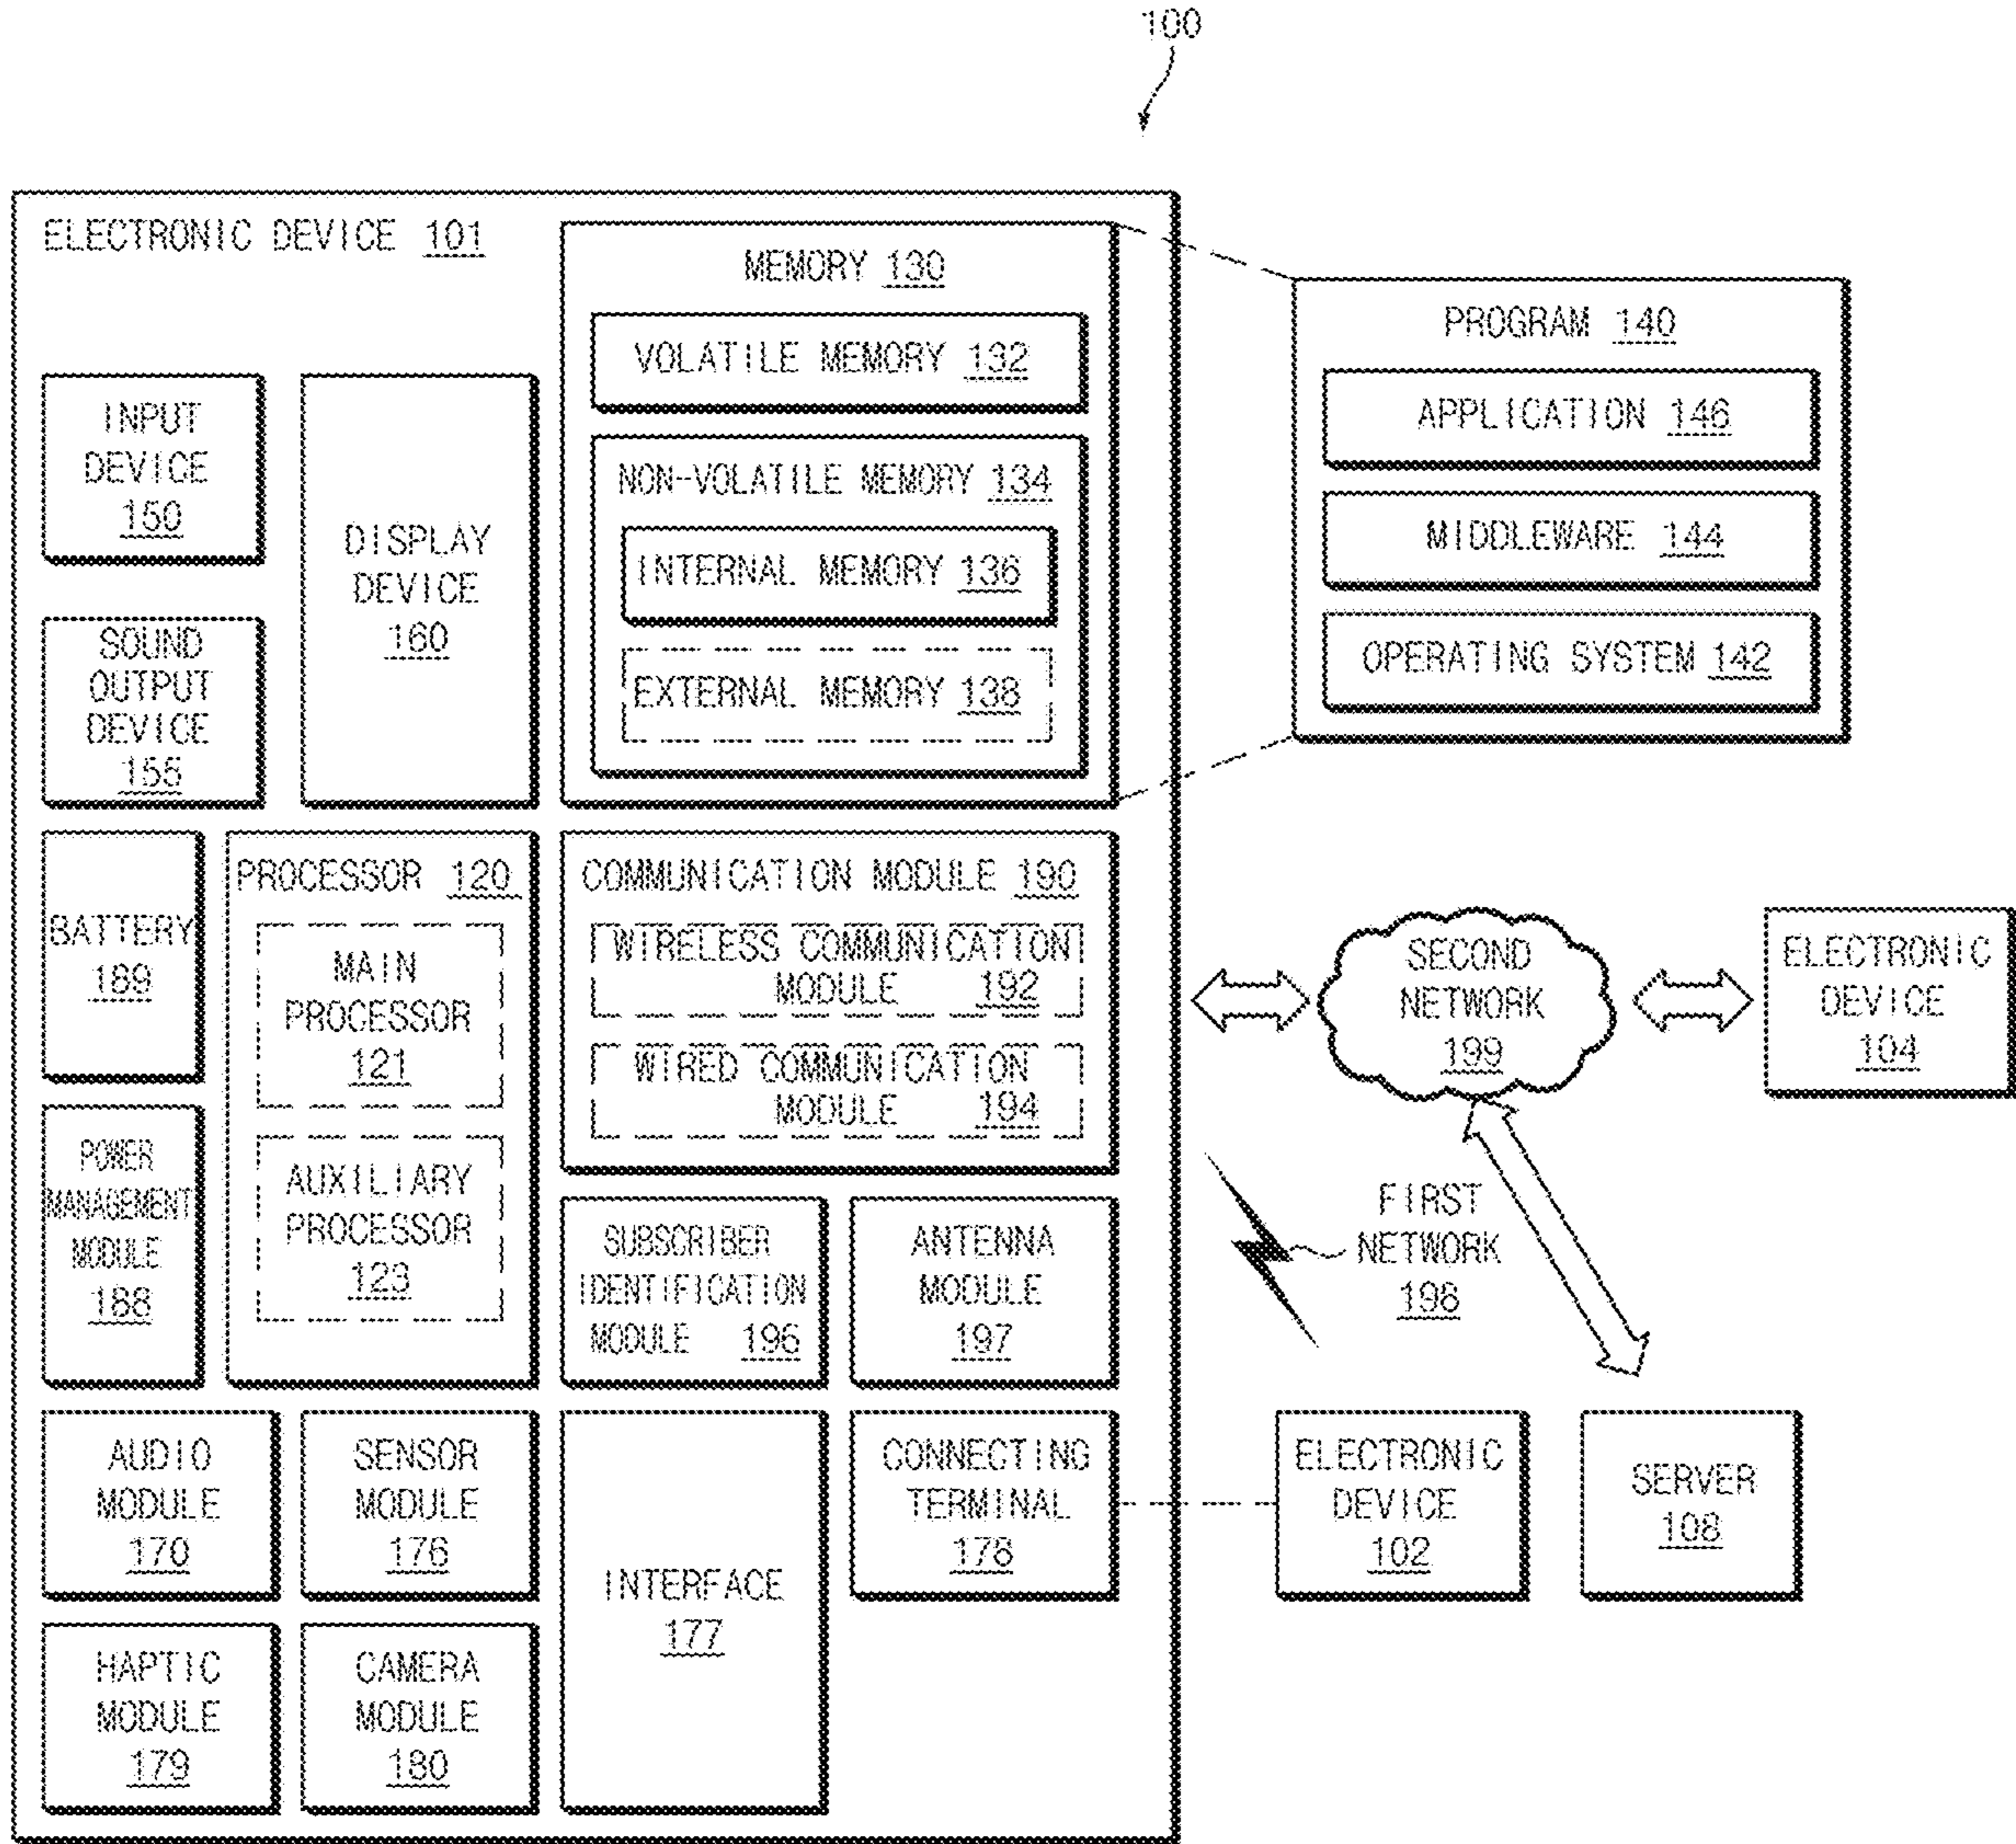 100
ELECTRONIC DEVICE 101
MEMORY 130
VOLATILE MEMORY 132
NON-VOLATILE MEMORY 134
INTERNAL MEMORY 136
EXTERNAL MEMORY 138
PROGRAM 140
APPLICATION 146
MIDDLEWARE 144
OPERATING SYSTEM 142
INPUT
DEVICE
150
SOUND
OUTPUT
DEVICE
155
DISPLAY
DEVICE
160
BATTERY
189
POWER
MANAGEMENT
MODULE
188
PROCESSOR 120
MAIN
PROCESSOR
121
AUXILIARY
PROCESSOR
123
COMMUNICATION MODULE 190
WIRELESS COMMUNICATION
MODULE 192
WIRED COMMUNICATION
MODULE 194
SUBSCRIBER
IDENTIFICATION
MODULE 196
ANTENNA
MODULE
197
SECOND
NETWORK
199
ELECTRONIC
DEVICE
104
FIRST
NETWORK
198
AUDIO
MODULE
170
SENSOR
MODULE
176
INTERFACE
177
CONNECTING
TERMINAL
178
ELECTRONIC
DEVICE
102
SERVER
108
HAPTIC
MODULE
179
CAMERA
MODULE
180